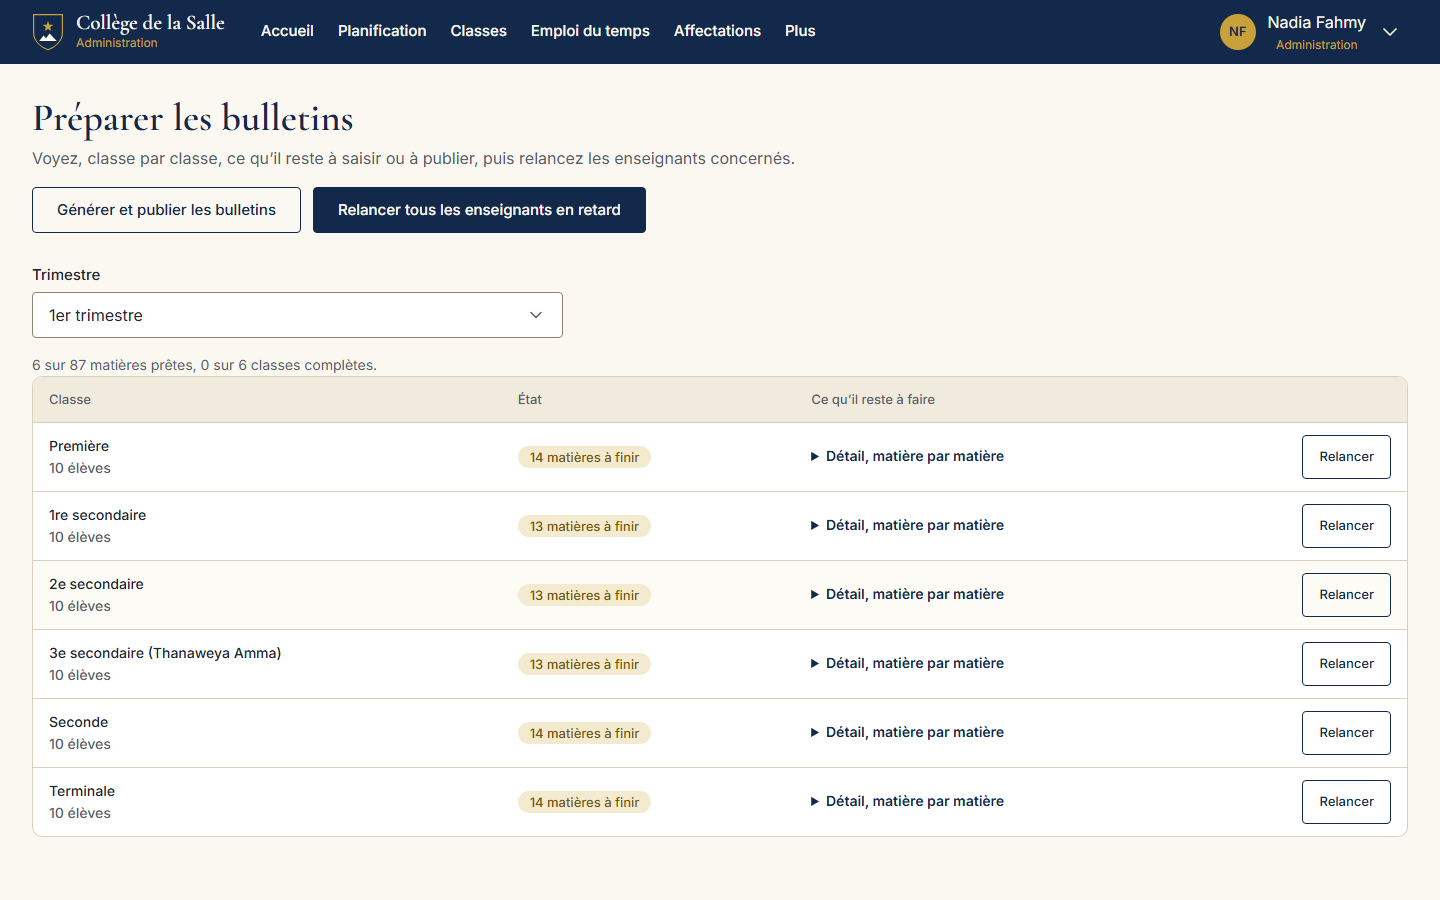 Collège de la Salle
Administration
Accueil
Planification
Classes
Emploi du temps
Affectations
Plus
NF
Nadia Fahmy
Administration
Préparer les bulletins
Voyez, classe par classe, ce qu’il reste à saisir ou à publier, puis relancez les enseignants concernés.
Générer et publier les bulletins
Relancer tous les enseignants en retard
Trimestre
1er trimestre
6 sur 87 matières prêtes, 0 sur 6 classes complètes.
Classe
État
Ce qu’il reste à faire
Première
10 élèves
14 matières à finir
Détail, matière par matière
Relancer
1re secondaire
10 élèves
13 matières à finir
Détail, matière par matière
Relancer
2e secondaire
10 élèves
13 matières à finir
Détail, matière par matière
Relancer
3e secondaire (Thanaweya Amma)
10 élèves
13 matières à finir
Détail, matière par matière
Relancer
Seconde
10 élèves
14 matières à finir
Détail, matière par matière
Relancer
Terminale
10 élèves
14 matières à finir
Détail, matière par matière
Relancer